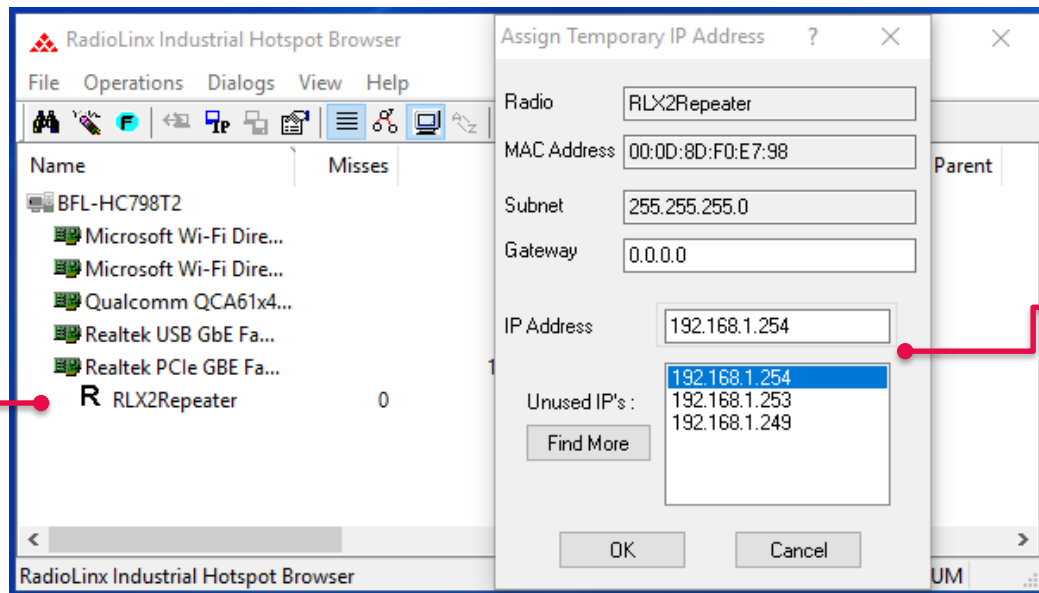 RadioLinx Industrial Hotspot Browser
File Operations Dialogs View Help
Name Misses Parent
BFL-HC798T2
Microsoft Wi-Fi Dire...
Microsoft Wi-Fi Dire...
Qualcomm QCA61x4...
Realtek USB GbE Fa...
Realtek PCIe GBE Fa... 1
R RLX2Repeater 0
RadioLinx Industrial Hotspot Browser UM
Assign Temporary IP Address ?
Radio RLX2Repeater
MAC Address 00:0D:8D:F0:E7:98
Subnet 255.255.255.0
Gateway 0.0.0.0
IP Address 192.168.1.254
192.168.1.254
Unused IP's : 192.168.1.253
192.168.1.249
Find More
OK Cancel